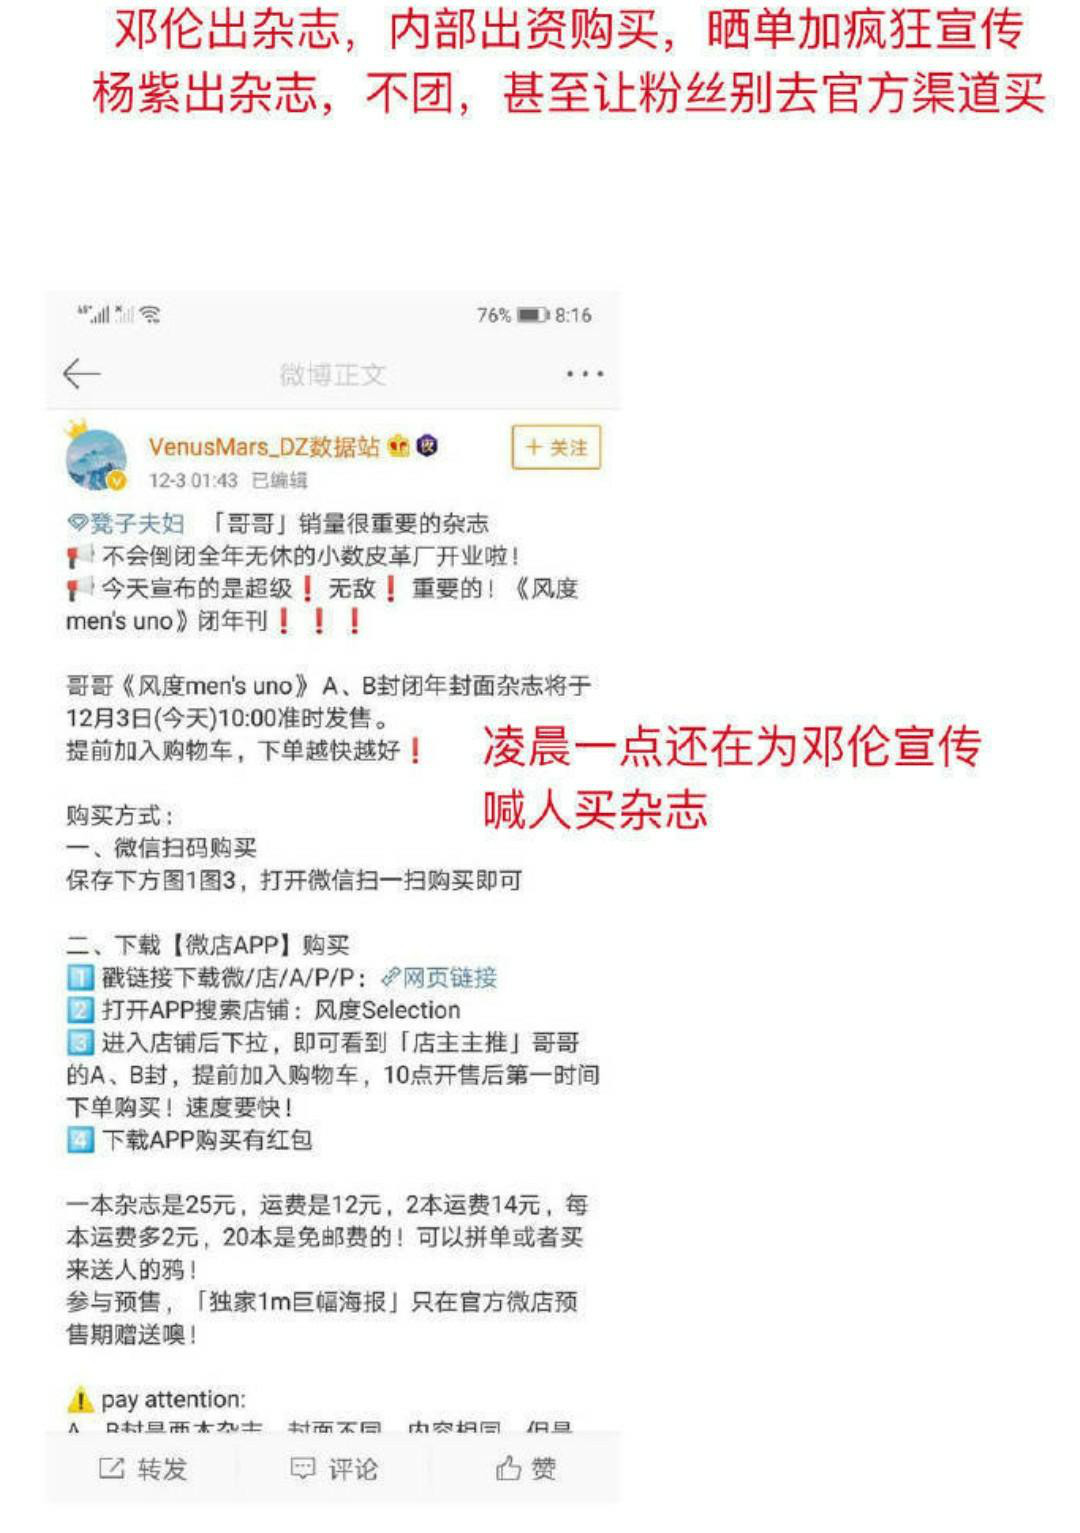 邓伦出杂志，内部出资购买，晒单加疯狂宣传
杨紫出杂志，不团，甚至让粉丝别去官方渠道买
76% 8:16
微博正文
VenusMars_DZ数据站
+ 关注
12-3 01:43 已编辑
凳子夫妇 「哥哥」销量很重要的杂志
不会倒闭全年无休的小数皮革厂开业啦！
今天宣布的是超级❗无敌❗重要的！《风度
men's uno》闭年刊❗❗❗
哥哥《风度men's uno》A、B封闭年封面杂志将于
12月3日(今天)10:00准时发售。
提前加入购物车，下单越快越好❗
凌晨一点还在为邓伦宣传
喊人买杂志
购买方式：
一、微信扫码购买
保存下方图1图3，打开微信扫一扫购买即可
二、下载【微店APP】购买
1 戳链接下载微/店/A/P/P：网页链接
2 打开APP搜索店铺：风度Selection
3 进入店铺后下拉，即可看到「店主主推」哥哥
的A、B封，提前加入购物车，10点开售后第一时间
下单购买！速度要快！
4 下载APP购买有红包
一本杂志是25元，运费是12元，2本运费14元，每
本运费多2元，20本是免邮费的！可以拼单或者买
来送人的鸦！
参与预售，「独家1m巨幅海报」只在官方微店预
售期赠送噢！
⚠️ pay attention:
A、B封是两本杂志，封面不同，内容相同，但是
转发 评论 赞